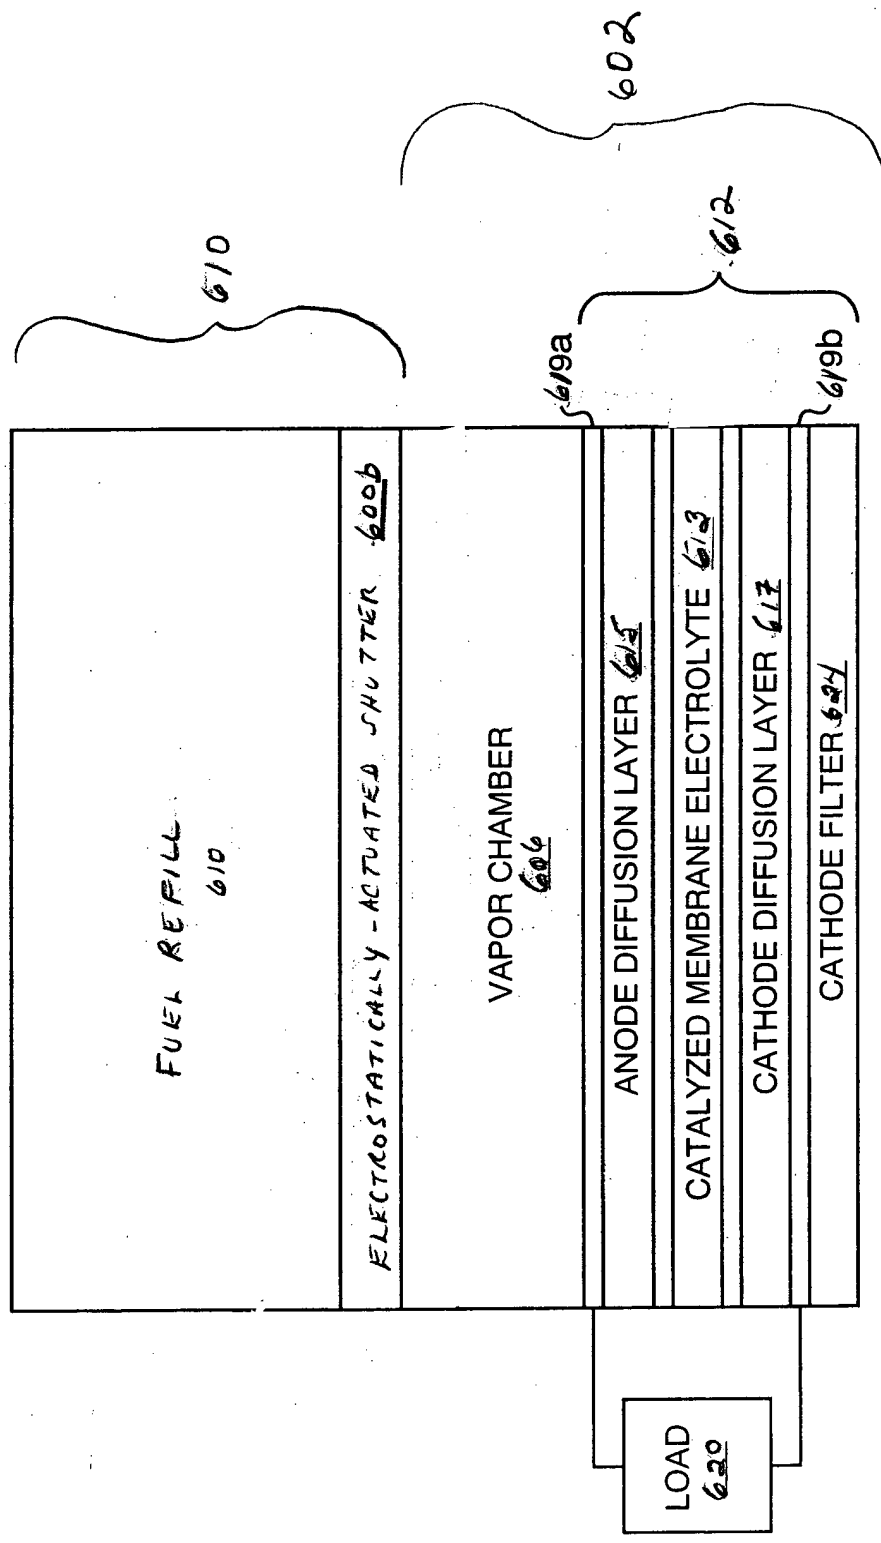 FUEL REFILL
610
610
ELECTROSTATICALLY-ACTUATED SHUTTER 600b
VAPOR CHAMBER
606
602
619a
ANODE DIFFUSION LAYER 615
CATALYZED MEMBRANE ELECTROLYTE 613
612
CATHODE DIFFUSION LAYER 617
619b
CATHODE FILTER 624
LOAD
620